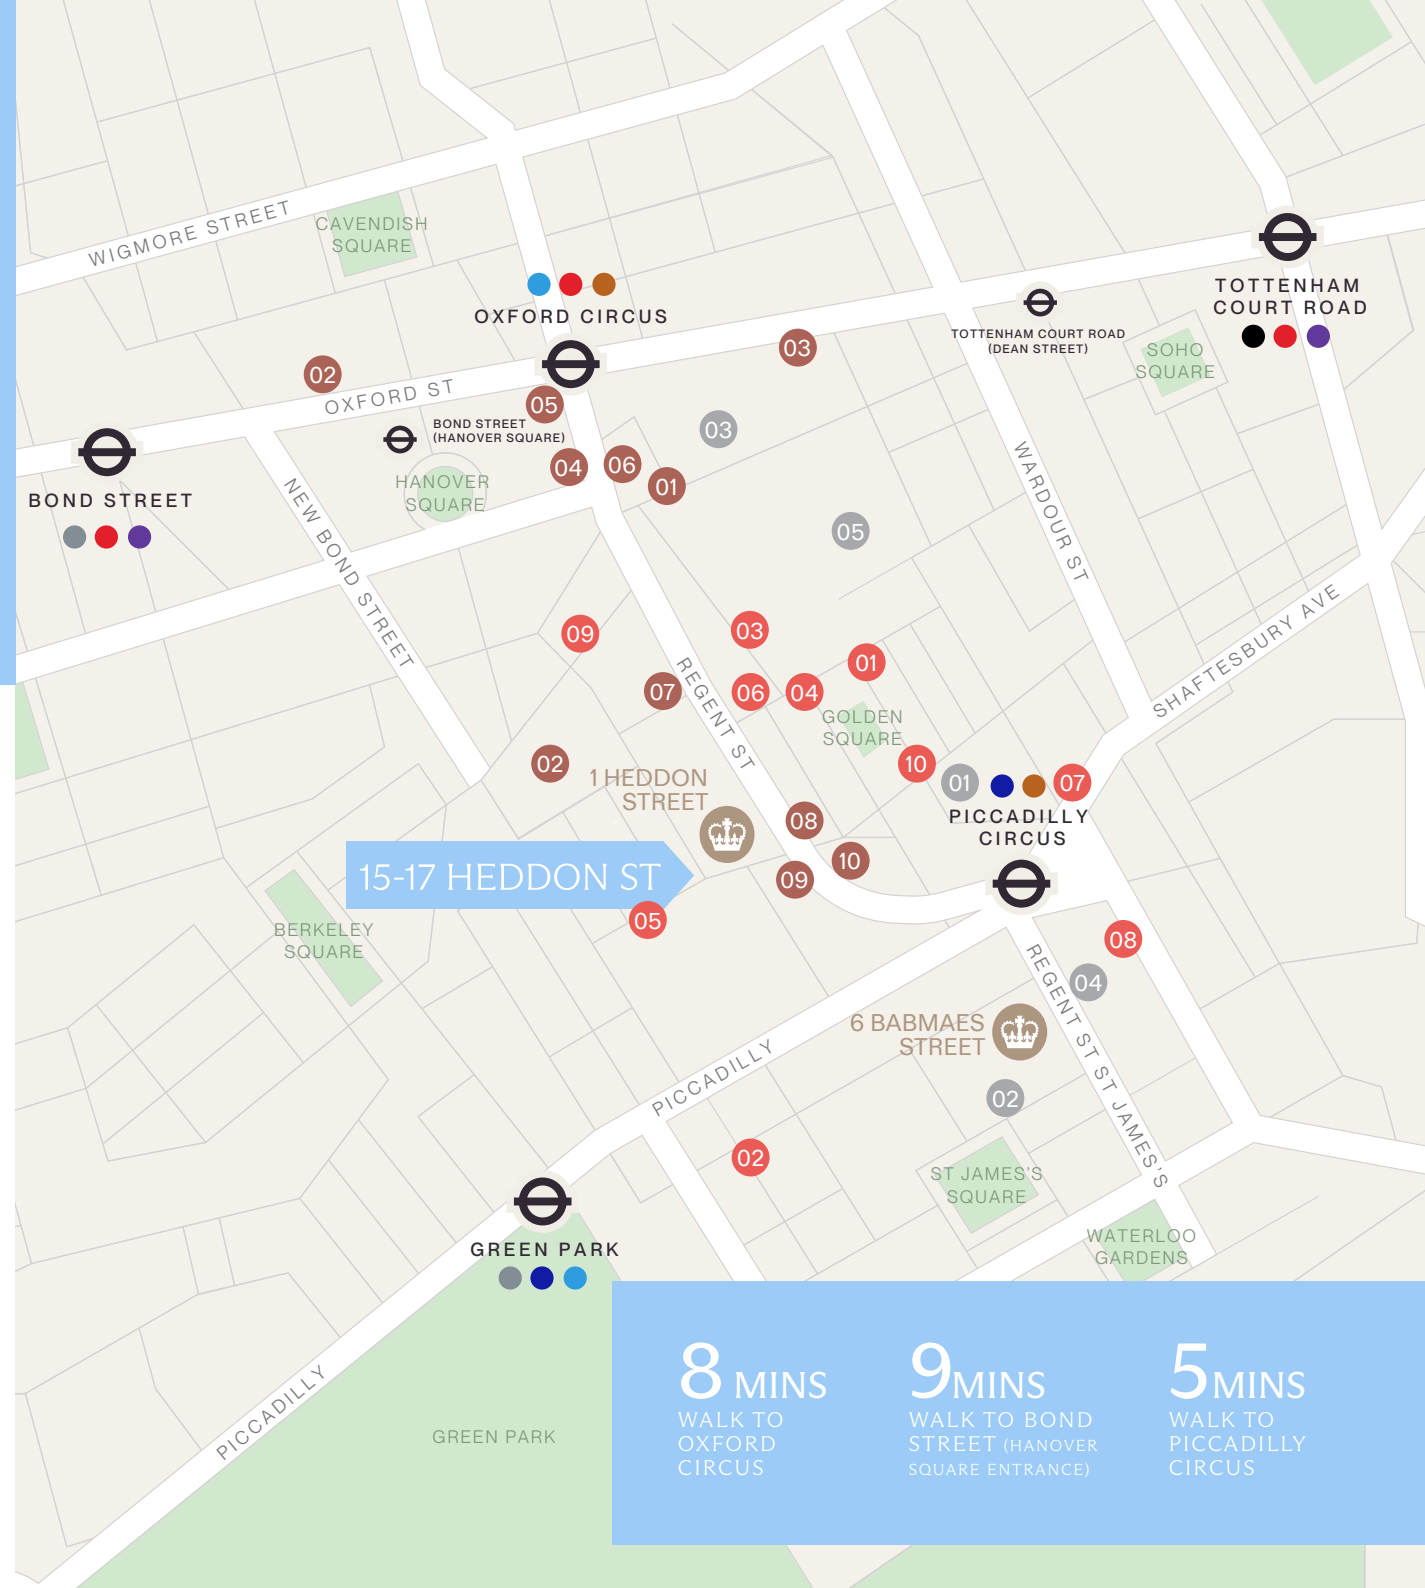 WIGMORE STREET
CAVENDISH
SQUARE
OXFORD CIRCUS
TOTTENHAM
COURT ROAD
TOTTENHAM COURT ROAD
(DEAN STREET)
SOHO
SQUARE
03
02
OXFORD ST
05
BOND STREET
(HANOVER SQUARE)
03
BOND STREET
HANOVER
SQUARE
04
06
01
NEW BOND STREET
WARDOUR ST
05
SHAFTESBURY AVE
09
03
01
07
REGENT ST
06
04
GOLDEN
SQUARE
02
1 HEDDON
STREET
10
01
07
PICCADILLY
CIRCUS
08
10
09
15-17 HEDDON ST
05
BERKELEY
SQUARE
08
04
REGENT ST ST JAMES'S
6 BABMAES
STREET
02
PICCADILLY
02
ST JAMES'S
SQUARE
WATERLOO
GARDENS
GREEN PARK
PICCADILLY
GREEN PARK
8 MINS
WALK TO
OXFORD
CIRCUS
9MINS
WALK TO BOND
STREET (HANOVER
SQUARE ENTRANCE)
5MINS
WALK TO
PICCADILLY
CIRCUS